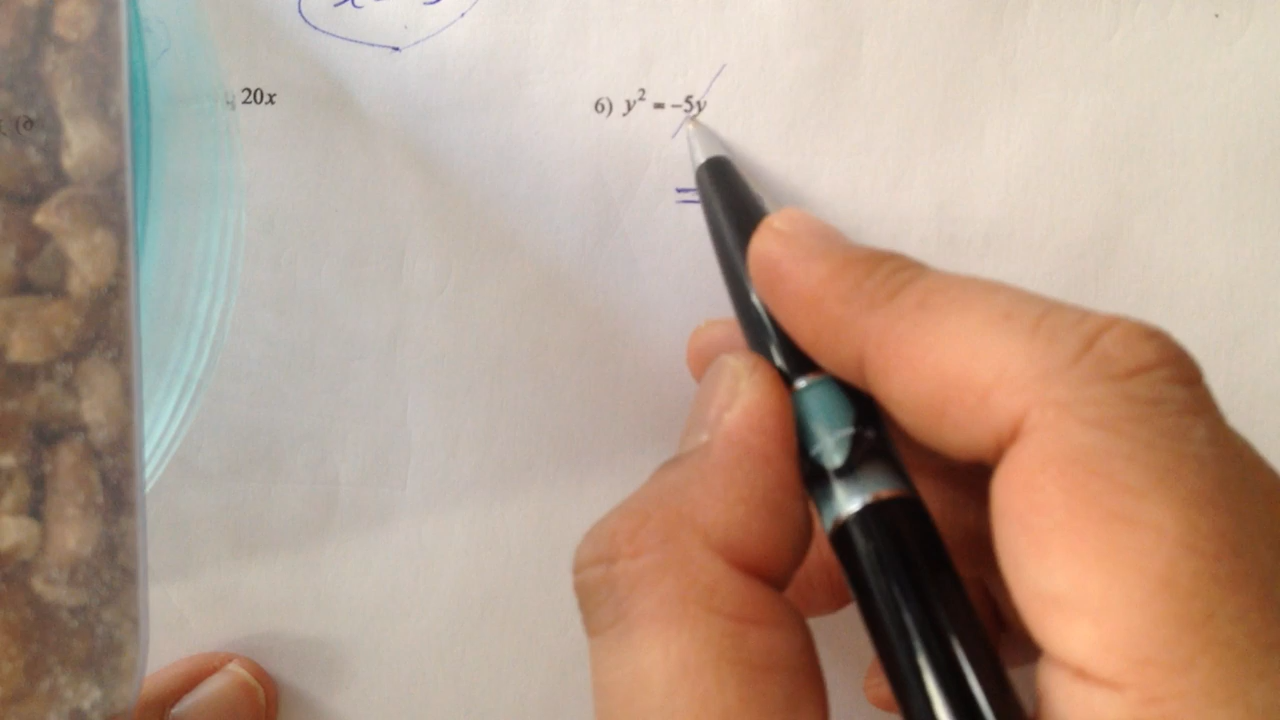 20x
6) y² = -5y
=